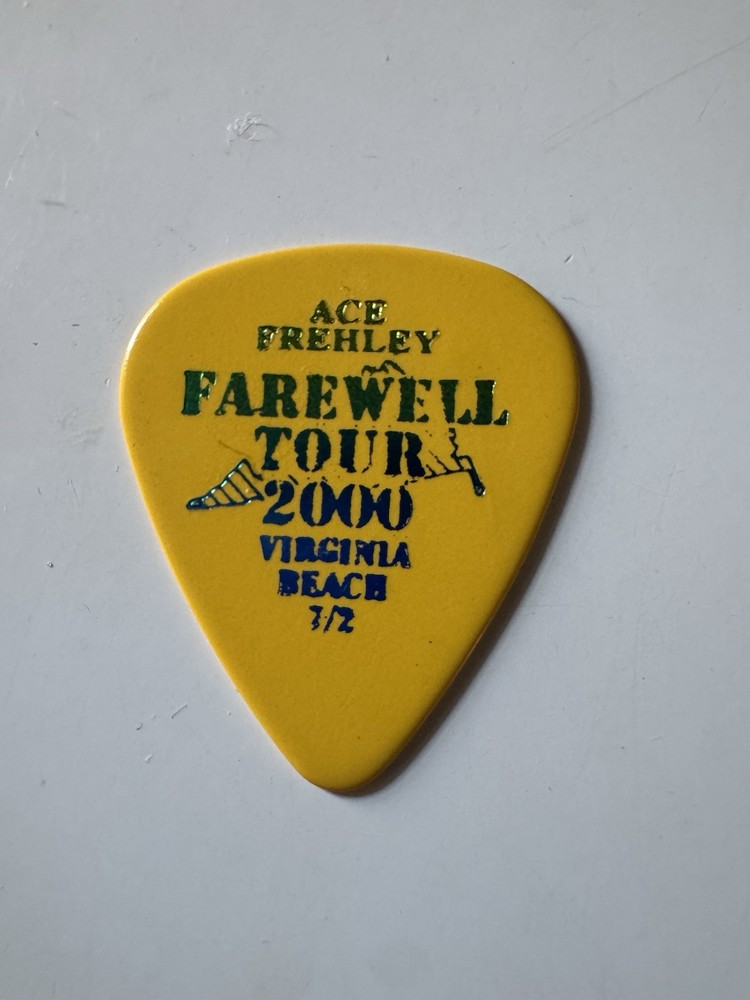 ACE
FREHLEY
FAREWELL
TOUR
2000
VIRGINIA
BEACH
7/2